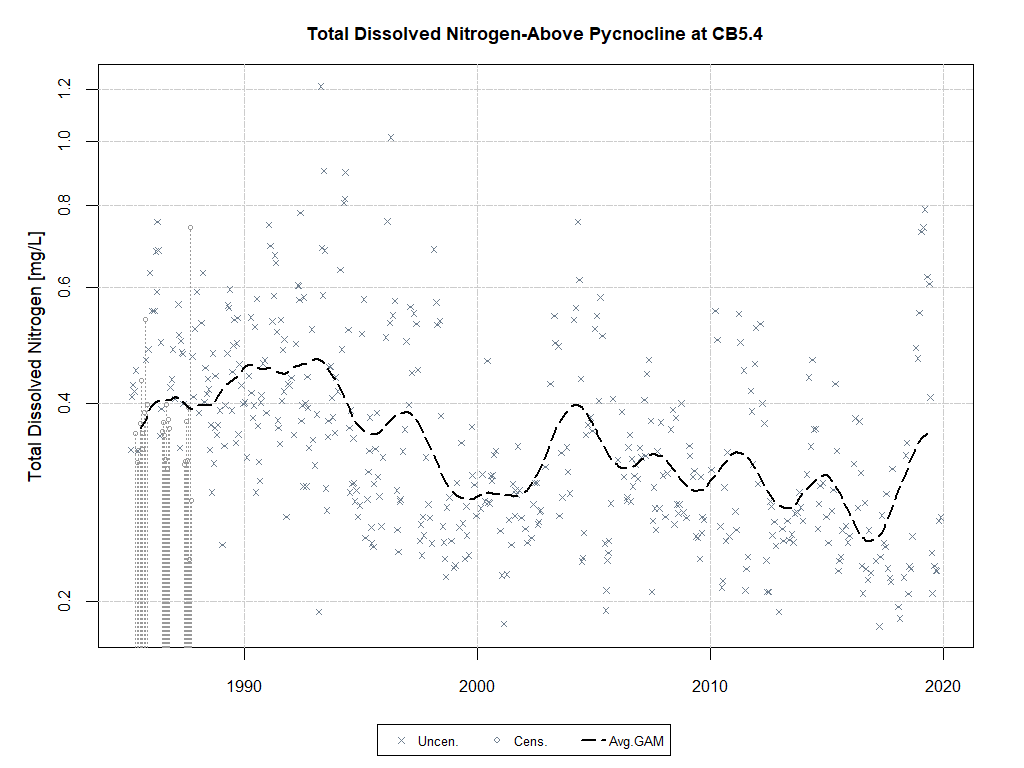 Total Dissolved Nitrogen-Above Pycnocline at CB5.4
Total Dissolved Nitrogen [mg/L]
1.2
1.0
0.8
0.6
0.4
0.2
1990 2000 2010 2020
Uncen. Cens. Avg.GAM